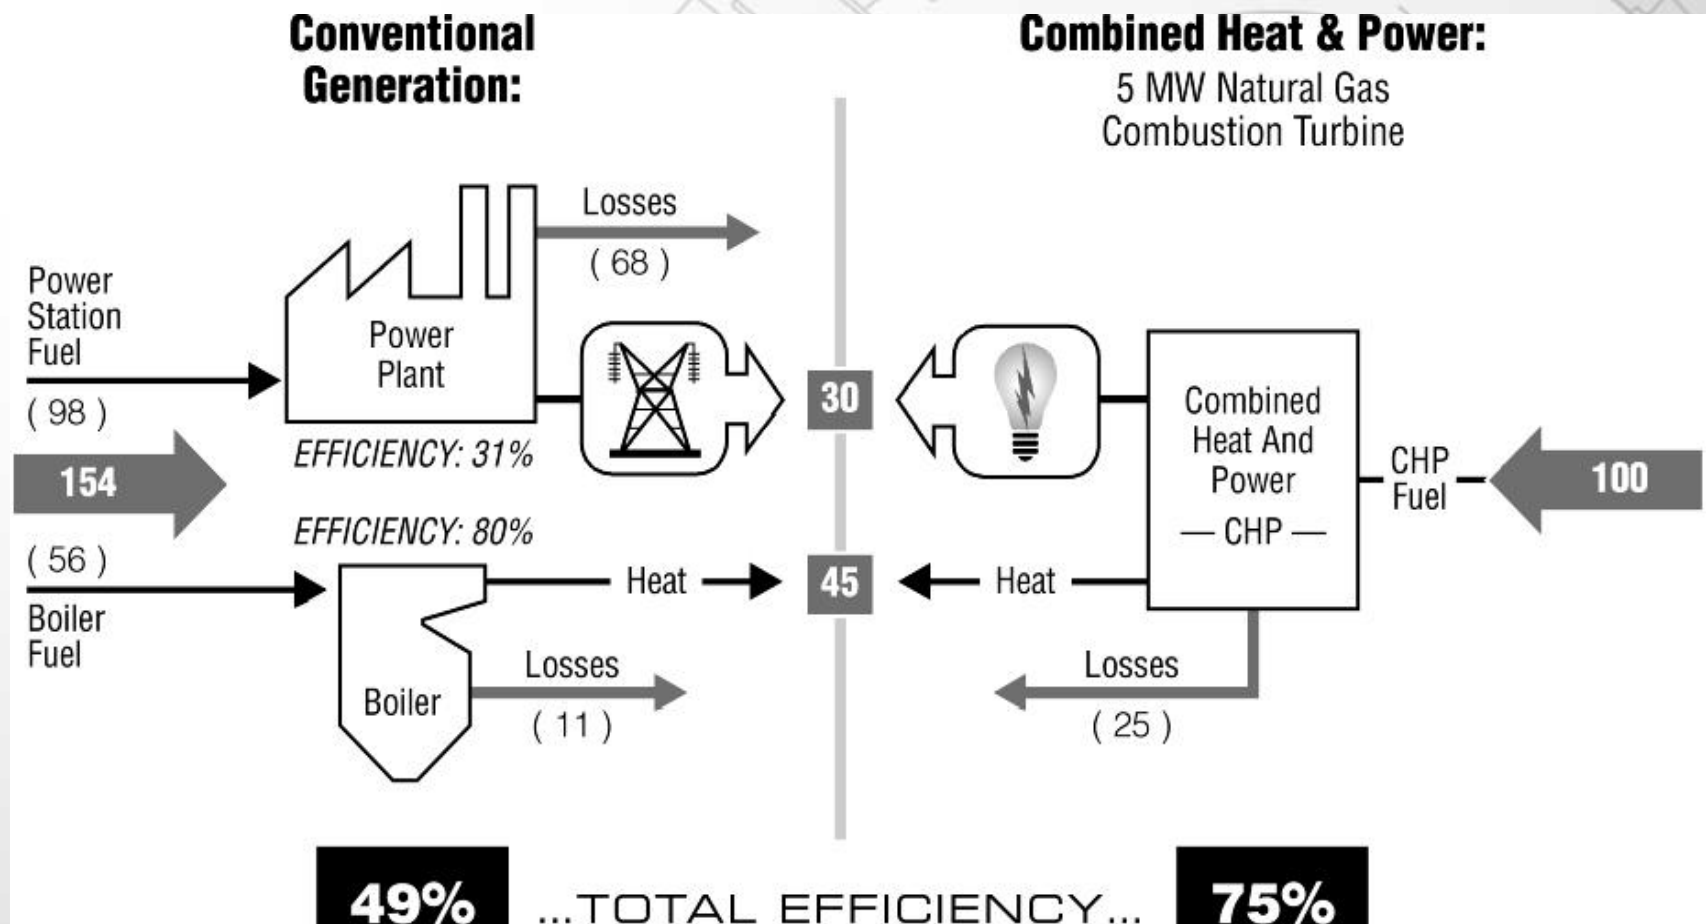 Conventional
Generation:
Combined Heat & Power:
5 MW Natural Gas
Combustion Turbine
Losses
( 68 )
Power
Station
Fuel
( 98 )
Power
Plant
EFFICIENCY: 31%
154
EFFICIENCY: 80%
( 56 )
Boiler
Fuel
Heat
Boiler
Losses
( 11 )
30
45
Combined
Heat And
Power
— CHP —
CHP
Fuel
100
Heat
Losses
( 25 )
49%
...TOTAL EFFICIENCY...
75%